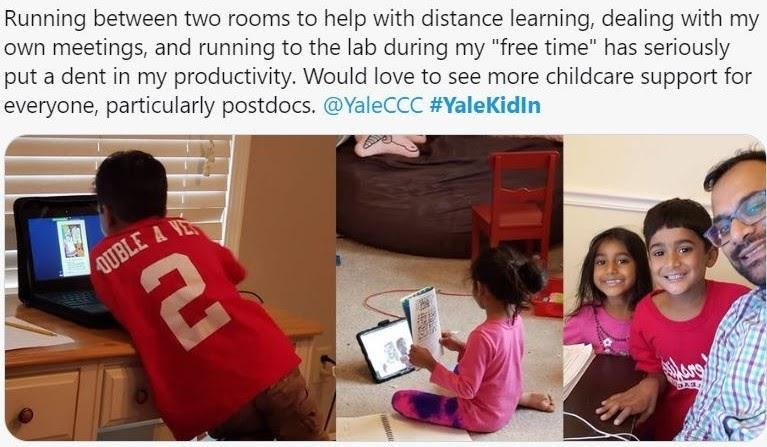 Running between two rooms to help with distance learning, dealing with my
own meetings, and running to the lab during my "free time" has seriously
put a dent in my productivity. Would love to see more childcare support for
everyone, particularly postdocs. @YaleCCC #YaleKidIn
OUBLE A VE
2